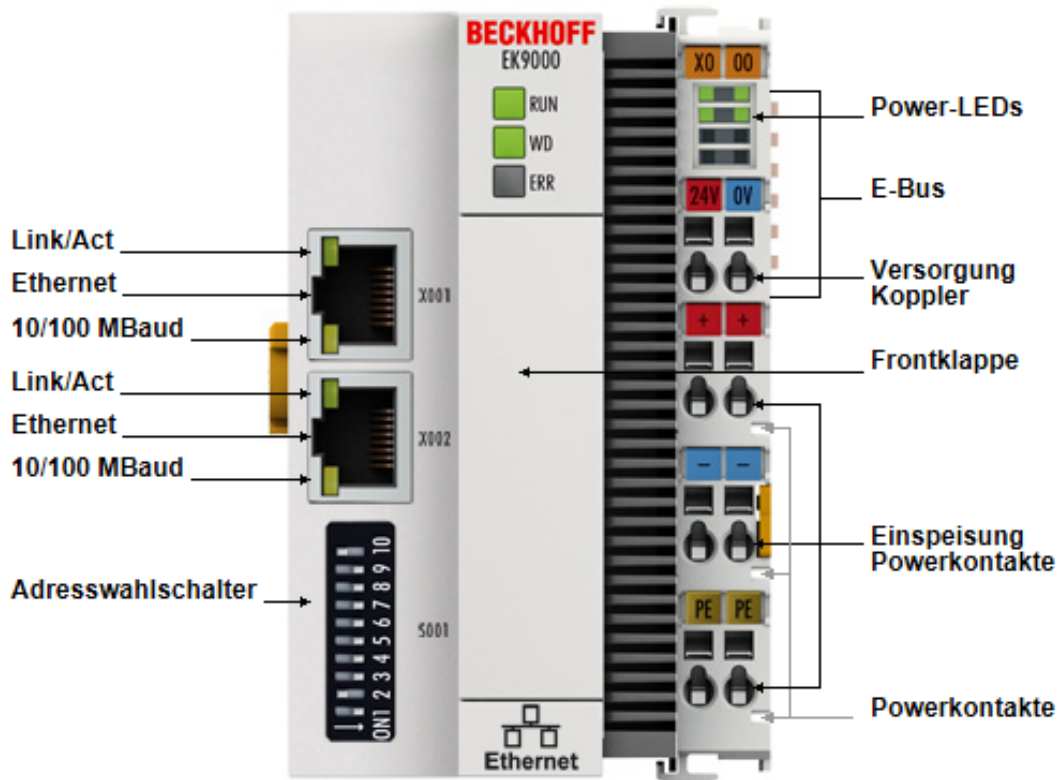 BECKHOFF
EK9000
RUN
WD
ERR
X0 00
24V 0V
+ +
− −
PE PE
Link/Act
Ethernet
10/100 MBaud
Link/Act
Ethernet
10/100 MBaud
Adresswahlschalter
X001
X002
S001
ON 1 2 3 4 5 6 7 8 9 10
Ethernet
Power-LEDs
E-Bus
Versorgung
Koppler
Frontklappe
Einspeisung
Powerkontakte
Powerkontakte